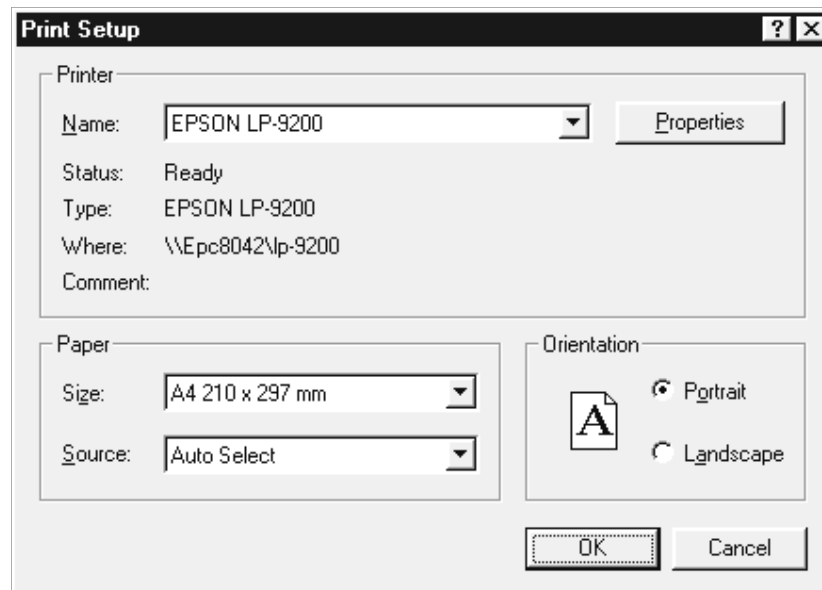 Print Setup
Printer
Name: EPSON LP-9200 Properties
Status: Ready
Type: EPSON LP-9200
Where: \\Epc8042\lp-9200
Comment:
Paper
Size: A4 210 x 297 mm
Source: Auto Select
Orientation
A
Portrait
Landscape
OK Cancel